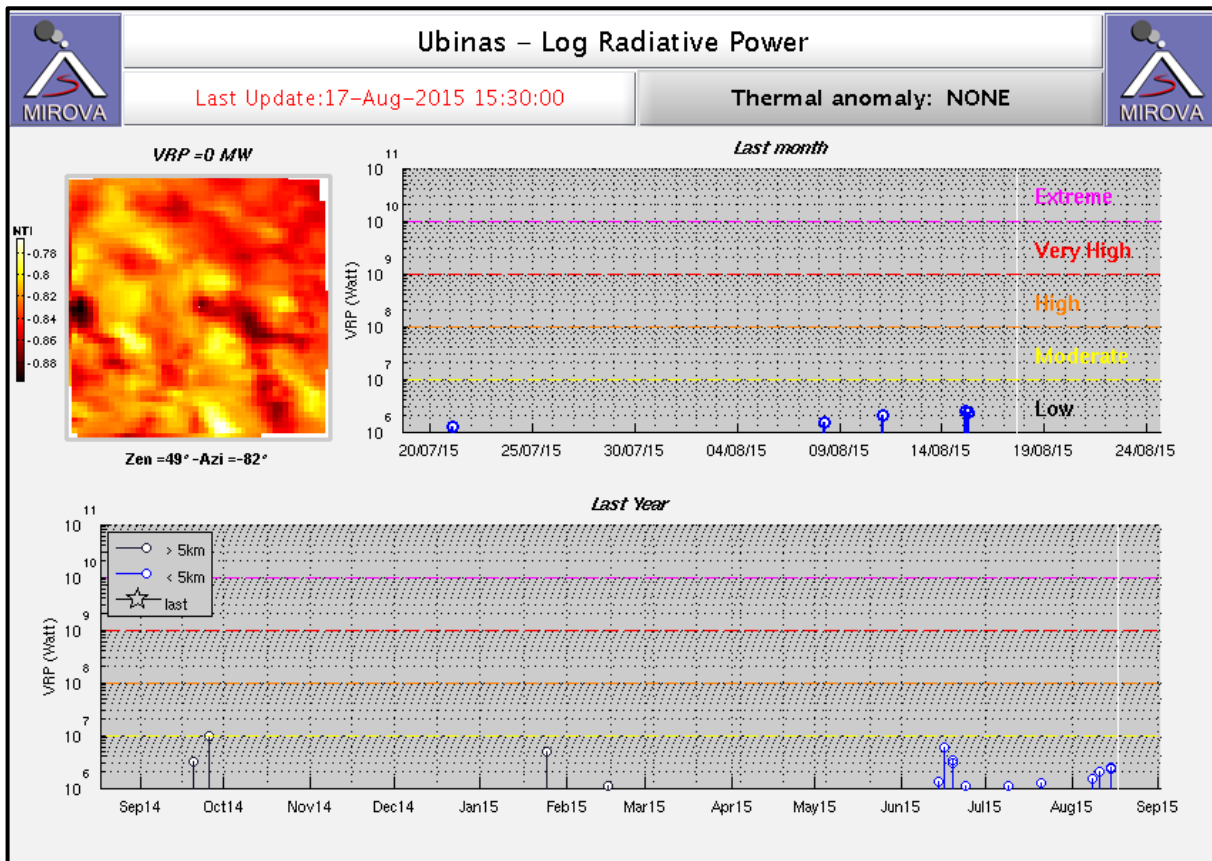 Ubinas – Log Radiative Power
MIROVA
Last Update:17-Aug-2015 15:30:00
Thermal anomaly: NONE
MIROVA
VRP =0 MW
NTI
-0.78
-0.8
-0.82
-0.84
-0.86
-0.88
Zen =49° -Azi =-82°
Last month
VRP (Watt)
10 11
10 10
10 9
10 8
10 7
10 6
Extreme
Very High
High
Moderate
Low
20/07/15 25/07/15 30/07/15 04/08/15 09/08/15 14/08/15 19/08/15 24/08/15
Last Year
VRP (Watt)
10 11
10 10
10 9
10 8
10 7
10 6
> 5km
< 5km
last
Sep14 Oct14 Nov14 Dec14 Jan15 Feb15 Mar15 Apr15 May15 Jun15 Jul15 Aug15 Sep15